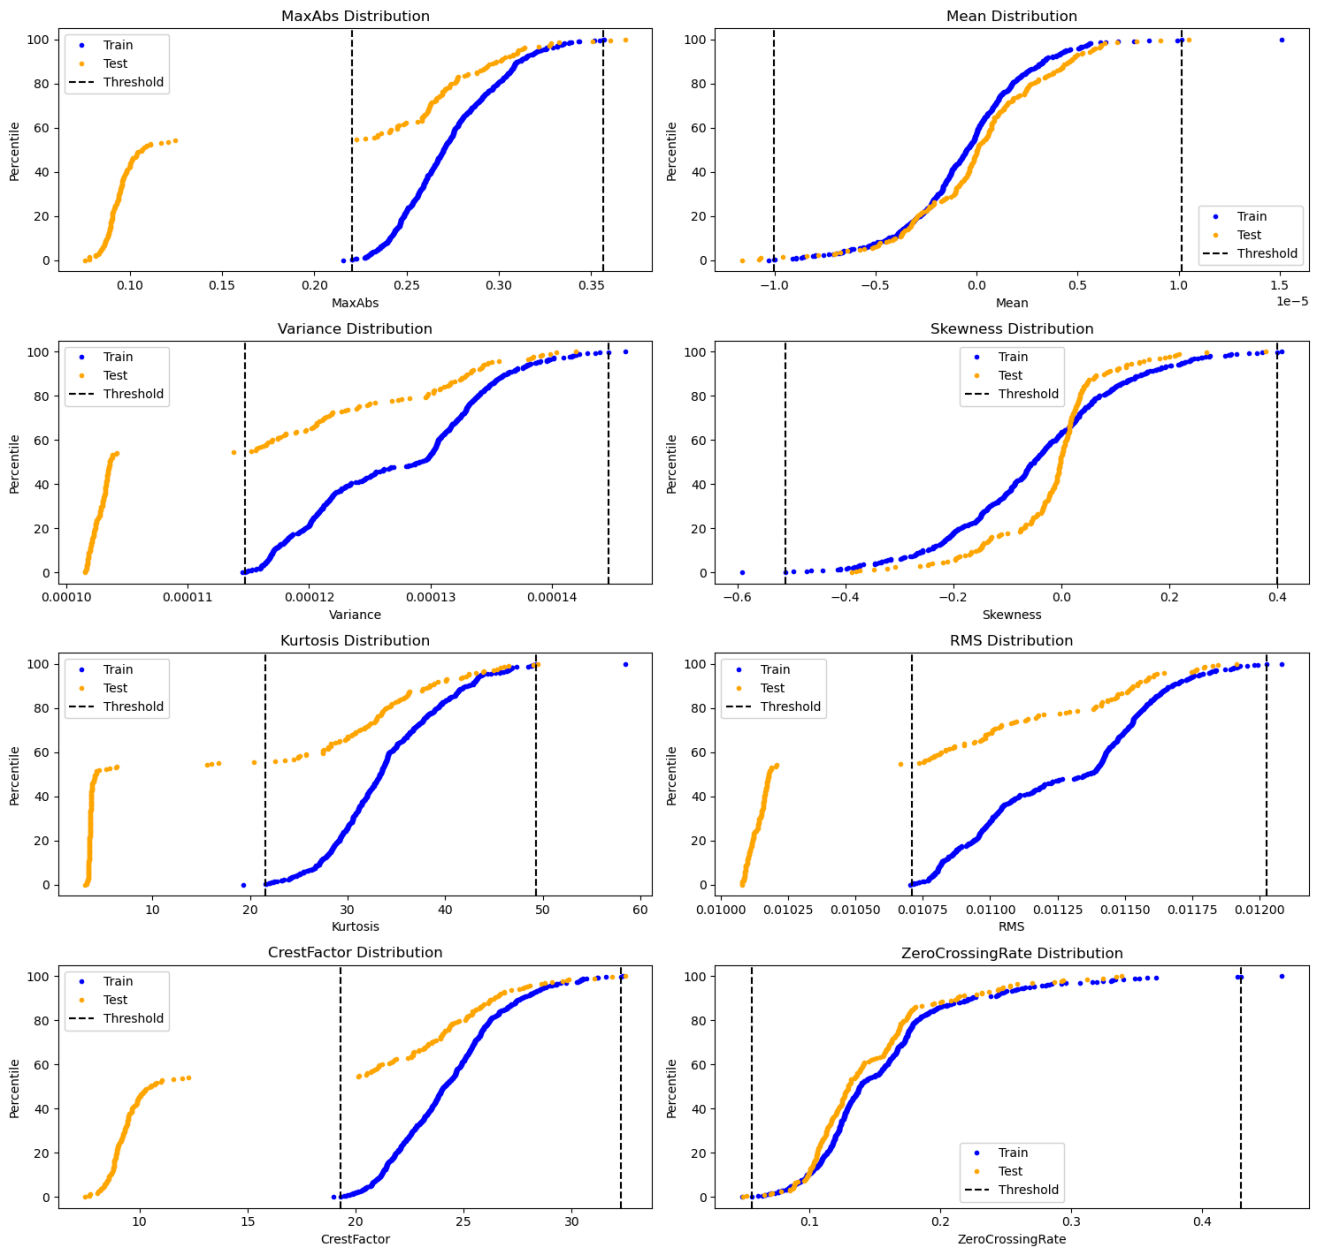 MaxAbs Distribution
Percentile
100
80
60
40
20
0
Train
Test
Threshold
0.10 0.15 0.20 0.25 0.30 0.35
MaxAbs
Mean Distribution
Percentile
100
80
60
40
20
0
Train
Test
Threshold
−1.0 −0.5 0.0 0.5 1.0 1.5
1e−5
Mean
Variance Distribution
Percentile
100
80
60
40
20
0
Train
Test
Threshold
0.00010 0.00011 0.00012 0.00013 0.00014
Variance
Skewness Distribution
Percentile
100
80
60
40
20
0
Train
Test
Threshold
−0.6 −0.4 −0.2 0.0 0.2 0.4
Skewness
Kurtosis Distribution
Percentile
100
80
60
40
20
0
Train
Test
Threshold
10 20 30 40 50 60
Kurtosis
RMS Distribution
Percentile
100
80
60
40
20
0
Train
Test
Threshold
0.01000 0.01025 0.01050 0.01075 0.01100 0.01125 0.01150 0.01175 0.01200
RMS
CrestFactor Distribution
Percentile
100
80
60
40
20
0
Train
Test
Threshold
10 15 20 25 30
CrestFactor
ZeroCrossingRate Distribution
Percentile
100
80
60
40
20
0
Train
Test
Threshold
0.1 0.2 0.3 0.4
ZeroCrossingRate